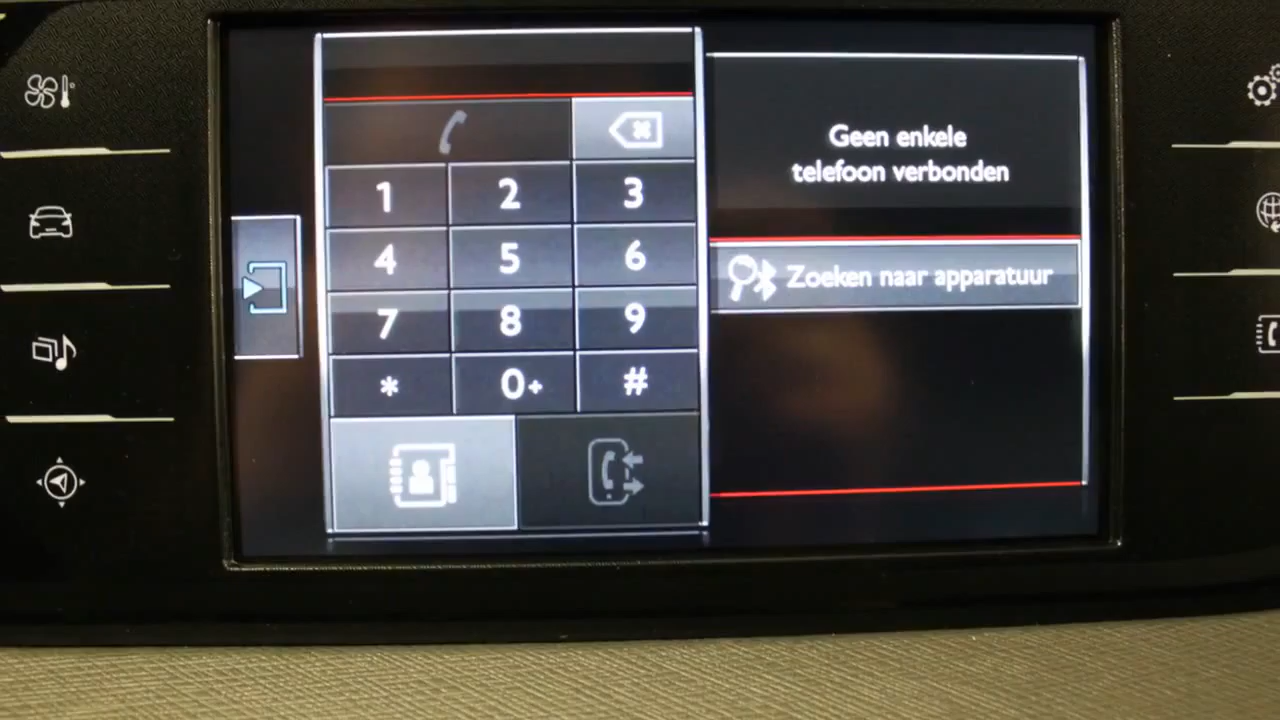 1 2 3
4 5 6
7 8 9
* 0+ #
Geen enkele
telefoon verbonden
Zoeken naar apparatuur